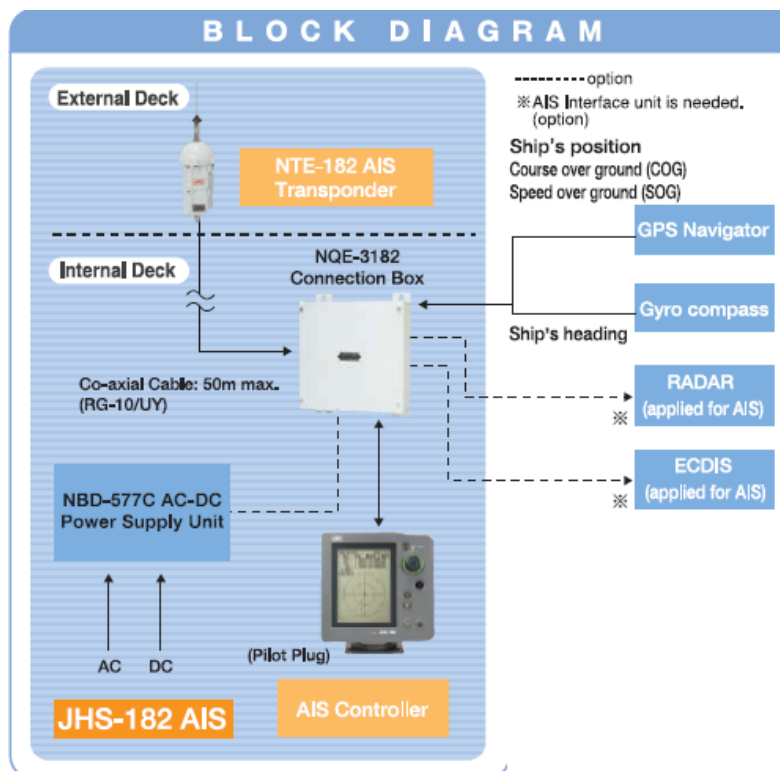 BLOCK DIAGRAM
External Deck
NTE-182 AIS
Transponder
Internal Deck
NQE-3182
Connection Box
Co-axial Cable: 50m max.
(RG-10/UY)
NBD-577C AC-DC
Power Supply Unit
AC DC
(Pilot Plug)
JHS-182 AIS
AIS Controller
option
※AIS Interface unit is needed.
(option)
Ship's position
Course over ground (COG)
Speed over ground (SOG)
GPS Navigator
Gyro compass
Ship's heading
RADAR
(applied for AIS)
※
ECDIS
(applied for AIS)
※